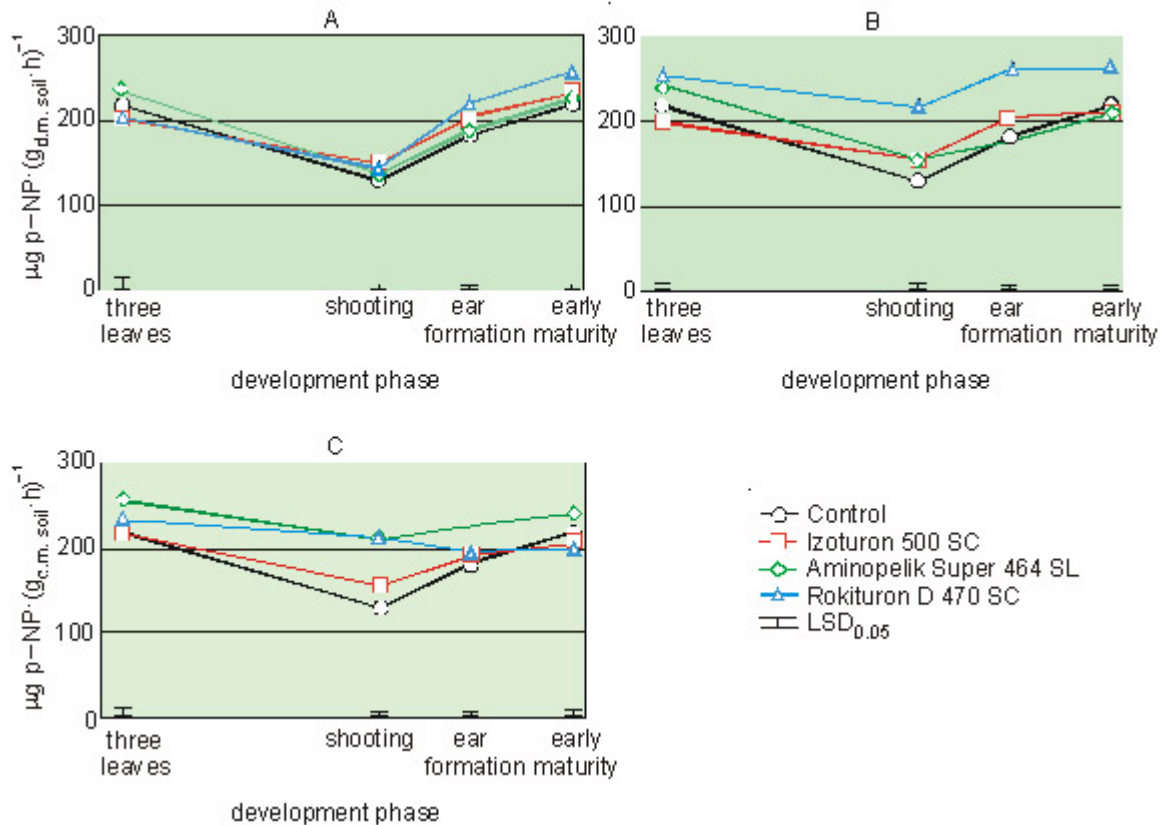 A
300
200
100
0
µg p–NP·(g d.m. soil·h)–1
three leaves
shooting
ear formation
early maturity
development phase
B
300
200
100
0
three leaves
shooting
ear formation
early maturity
development phase
C
300
200
100
0
µg p–NP·(g c.m. soil·h)–1
three leaves
shooting
ear formation
early maturity
development phase
Control
Izoturon 500 SC
Aminopelik Super 464 SL
Rokituron D 470 SC
LSD0.05